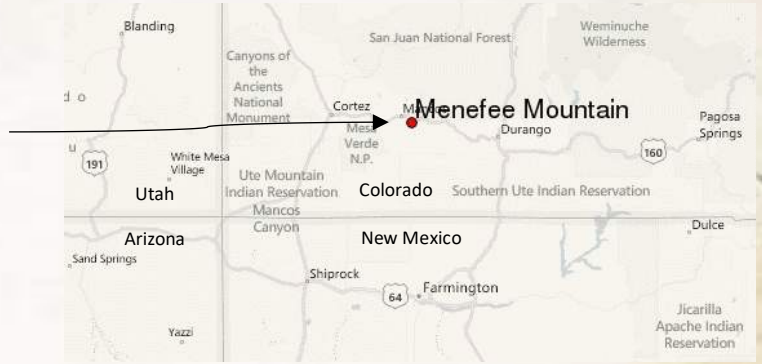 Blanding
San Juan National Forest
Weminuche
Wilderness
Canyons of
the
Ancients
National
Monument
d o
Cortez
Menefee Mountain
Mesa
Verde
N.P.
Durango
Pagosa
Springs
u
191
160
White Mesa
Village
Ute Mountain
Indian Reservation
Utah
Colorado
Southern Ute Indian Reservation
Mancos
Canyon
Arizona
New Mexico
Dulce
Sand Springs
Shiprock
64
Farmington
Yazzi
Jicarilla
Apache Indian
Reservation